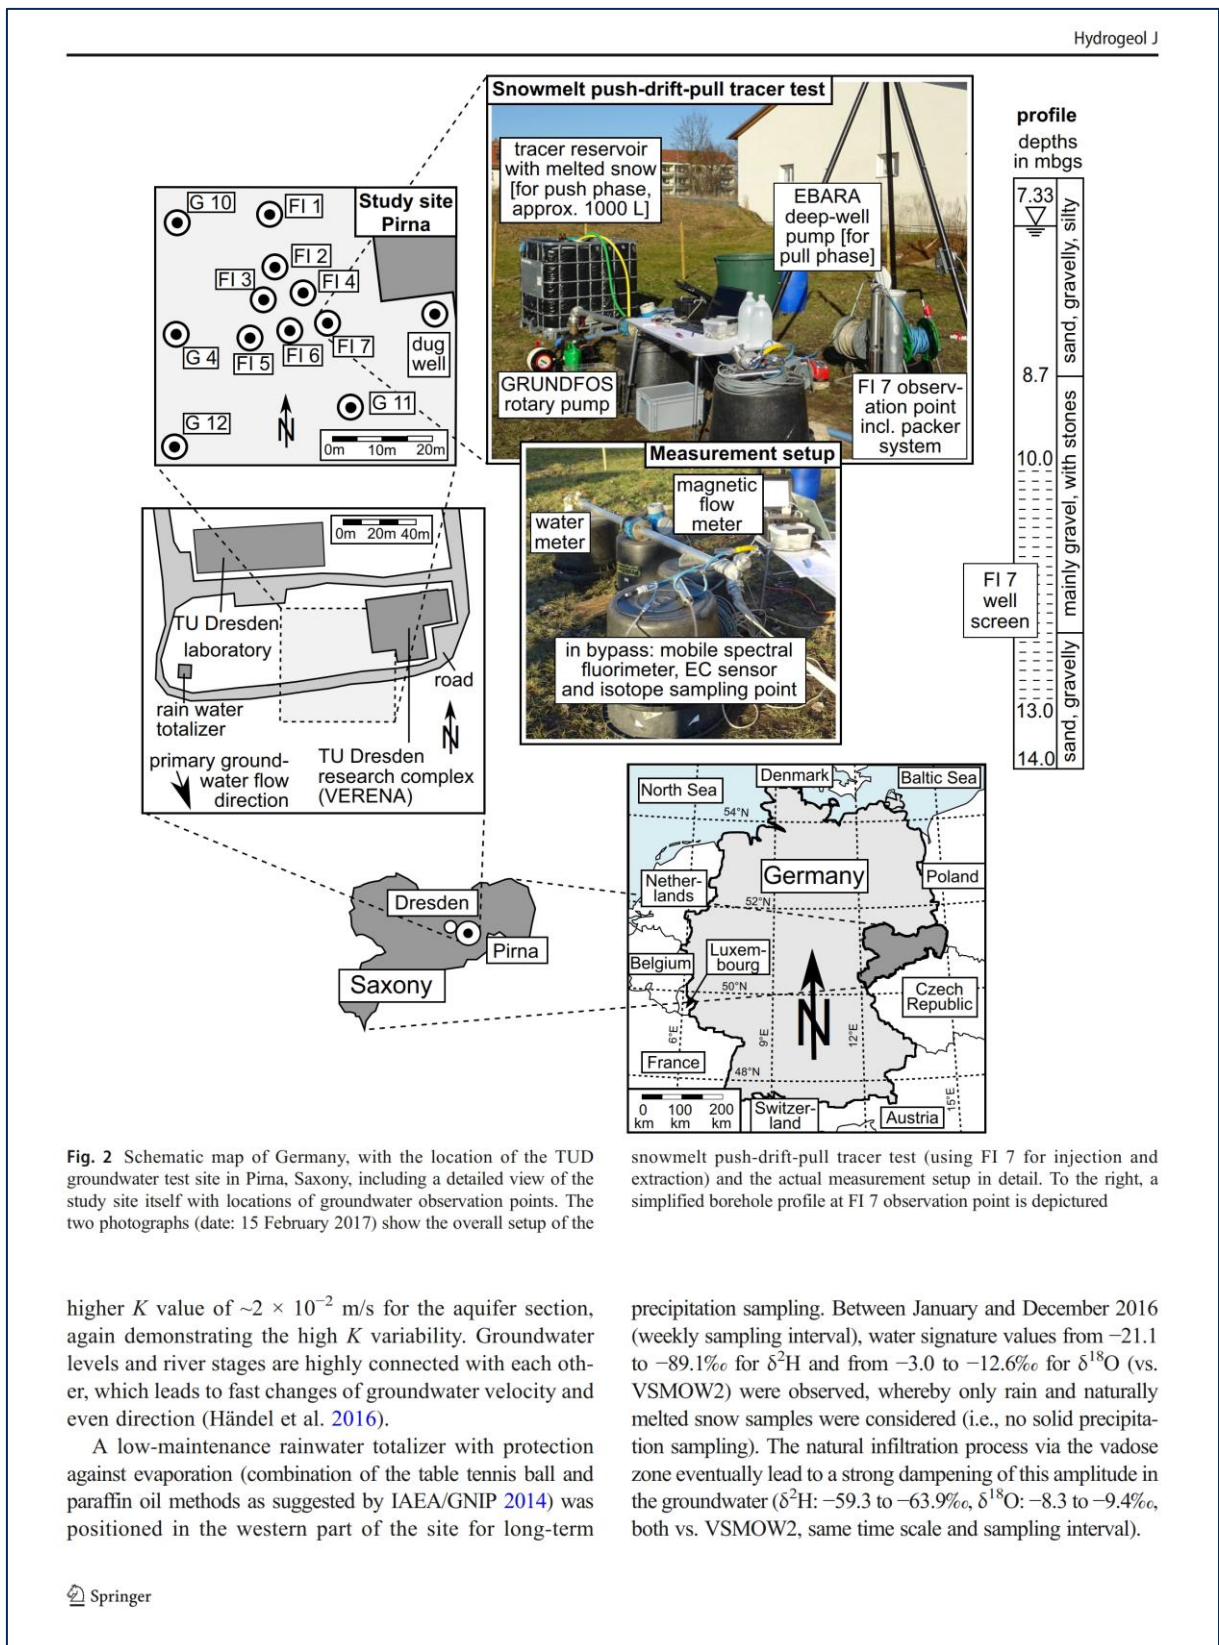 Hydrogeol J
Snowmelt push-drift-pull tracer test
tracer reservoir
with melted snow
[for push phase,
approx. 1000 L]
EBARA
deep-well
pump [for
pull phase]
GRUNDFOS
rotary pump
FI 7 observ-
ation point
incl. packer
system
profile
depths
in mbgs
7.33
8.7
10.0
13.0
14.0
sand, gravelly, silty
mainly gravel, with stones
sand, gravelly
FI 7
well
screen
Study site
Pirna
G 10
FI 1
FI 2
FI 3
FI 4
G 4
FI 5
FI 6
FI 7
dug
well
G 11
G 12
N
0m 10m 20m
Measurement setup
water
meter
magnetic
flow
meter
in bypass: mobile spectral
fluorimeter, EC sensor
and isotope sampling point
0m 20m 40m
TU Dresden
laboratory
rain water
totalizer
road
N
primary ground-
water flow
direction
TU Dresden
research complex
(VERENA)
Dresden
Pirna
Saxony
North Sea
Denmark
Baltic Sea
54°N
Nether-
lands
Germany
Poland
52°N
Belgium
Luxem-
bourg
50°N
Czech
Republic
N
6°E
9°E
12°E
15°E
France
48°N
0 100 200
km km km
Switzer-
land
Austria
Fig. 2 Schematic map of Germany, with the location of the TUD
groundwater test site in Pirna, Saxony, including a detailed view of the
study site itself with locations of groundwater observation points. The
two photographs (date: 15 February 2017) show the overall setup of the
snowmelt push-drift-pull tracer test (using FI 7 for injection and
extraction) and the actual measurement setup in detail. To the right, a
simplified borehole profile at FI 7 observation point is depictured
higher K value of ~2 × 10⁻² m/s for the aquifer section,
again demonstrating the high K variability. Groundwater
levels and river stages are highly connected with each oth-
er, which leads to fast changes of groundwater velocity and
even direction (Händel et al. 2016).
A low-maintenance rainwater totalizer with protection
against evaporation (combination of the table tennis ball and
paraffin oil methods as suggested by IAEA/GNIP 2014) was
positioned in the western part of the site for long-term
precipitation sampling. Between January and December 2016
(weekly sampling interval), water signature values from −21.1
to −89.1‰ for δ²H and from −3.0 to −12.6‰ for δ¹⁸O (vs.
VSMOW2) were observed, whereby only rain and naturally
melted snow samples were considered (i.e., no solid precipita-
tion sampling). The natural infiltration process via the vadose
zone eventually lead to a strong dampening of this amplitude in
the groundwater (δ²H: −59.3 to −63.9‰, δ¹⁸O: −8.3 to −9.4‰,
both vs. VSMOW2, same time scale and sampling interval).
Springer